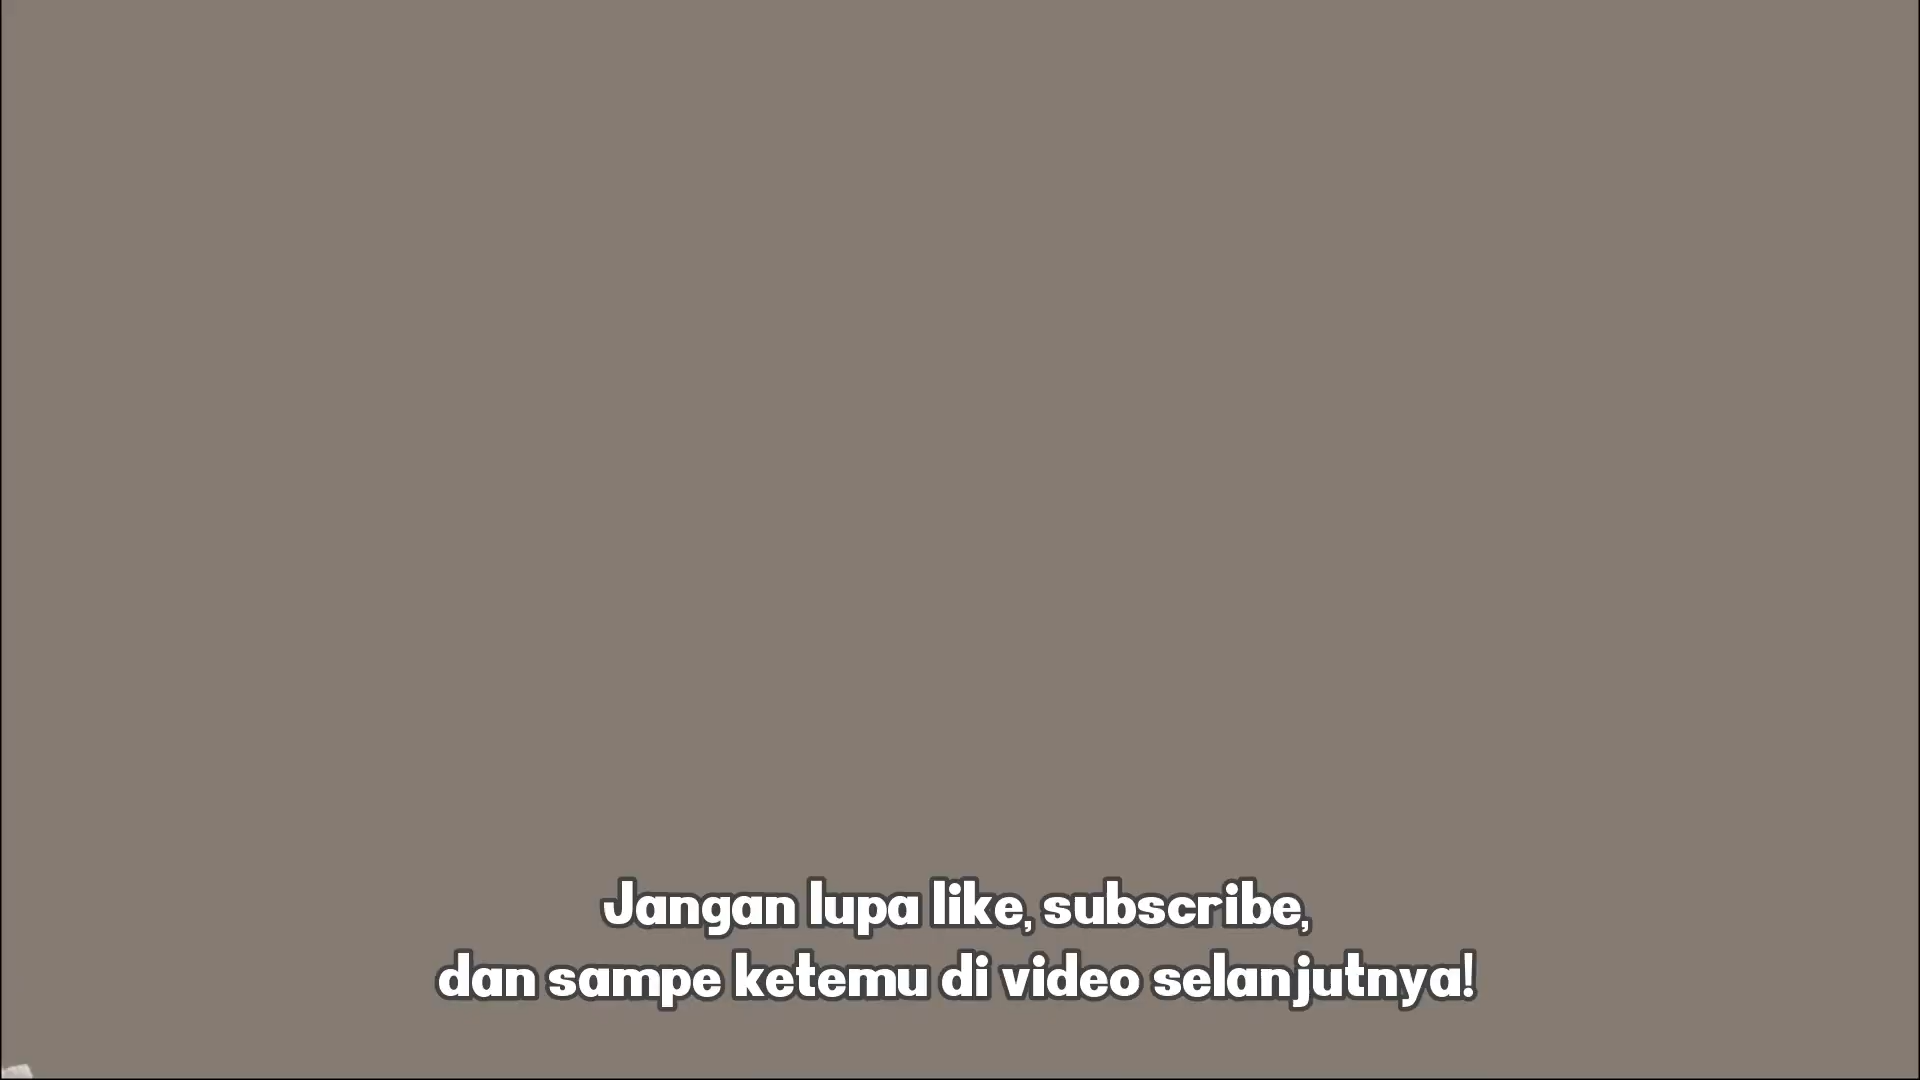 Jangan lupa like, subscribe,
dan sampe ketemu di video selanjutnya!